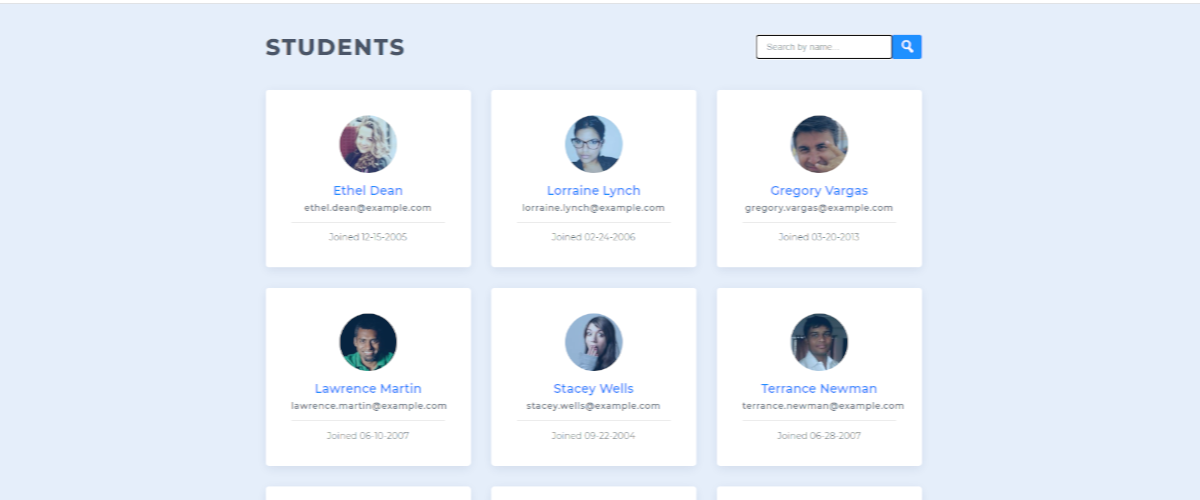 STUDENTS
Search by name...
Ethel Dean
ethel.dean@example.com
Joined 12-15-2005
Lorraine Lynch
lorraine.lynch@example.com
Joined 02-24-2006
Gregory Vargas
gregory.vargas@example.com
Joined 03-20-2013
Lawrence Martin
lawrence.martin@example.com
Joined 06-10-2007
Stacey Wells
stacey.wells@example.com
Joined 09-22-2004
Terrance Newman
terrance.newman@example.com
Joined 06-28-2007